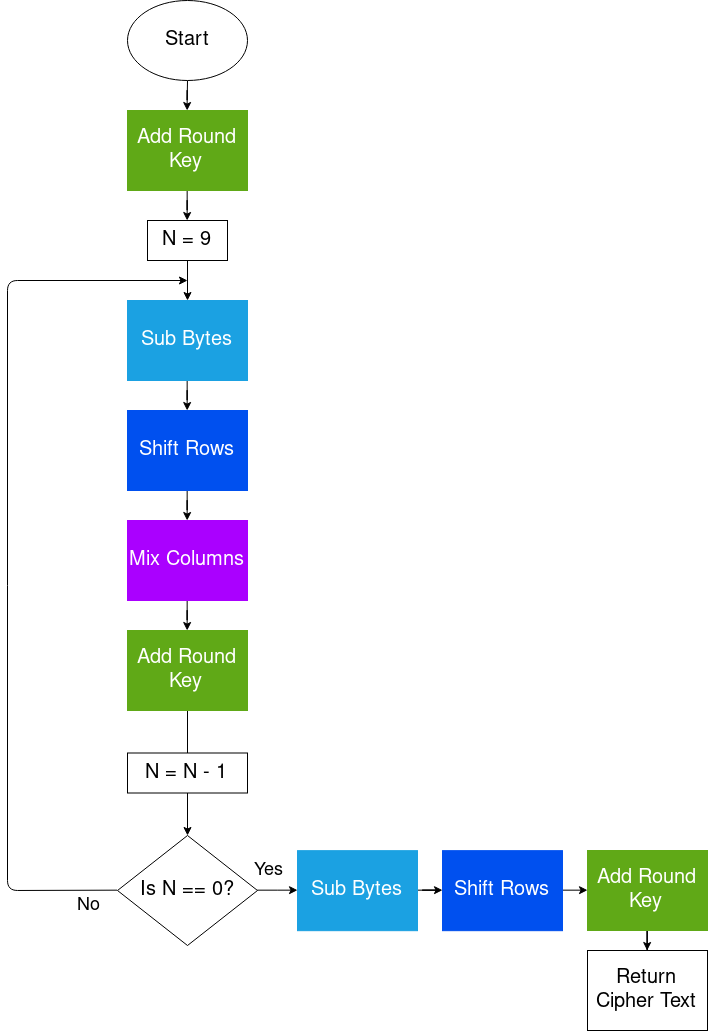 Start
Add Round
Key
N = 9
Sub Bytes
Shift Rows
Mix Columns
Add Round
Key
N = N - 1
Is N == 0?
No
Yes
Sub Bytes
Shift Rows
Add Round
Key
Return
Cipher Text